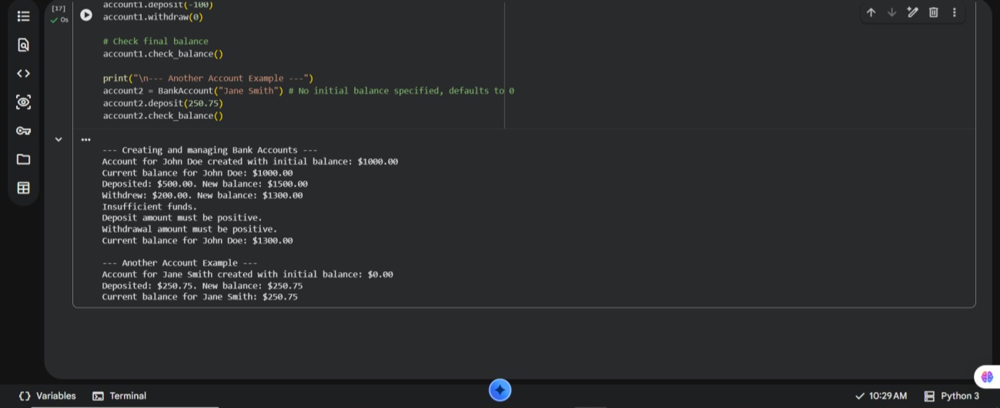 [17]
0s
account1.deposit(-100)
account1.withdraw(0)
# Check final balance
account1.check_balance()
print("\n--- Another Account Example ---")
account2 = BankAccount("Jane Smith") # No initial balance specified, defaults to 0
account2.deposit(250.75)
account2.check_balance()
--- Creating and managing Bank Accounts ---
Account for John Doe created with initial balance: $1000.00
Current balance for John Doe: $1000.00
Deposited: $500.00. New balance: $1500.00
Withdrew: $200.00. New balance: $1300.00
Insufficient funds.
Deposit amount must be positive.
Withdrawal amount must be positive.
Current balance for John Doe: $1300.00
--- Another Account Example ---
Account for Jane Smith created with initial balance: $0.00
Deposited: $250.75. New balance: $250.75
Current balance for Jane Smith: $250.75
Variables Terminal 10:29 AM Python 3